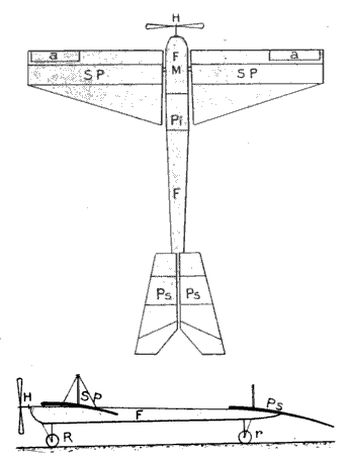 H
a F a
SP M SP
Pi
F
Ps Ps
H SP F Ps
R r